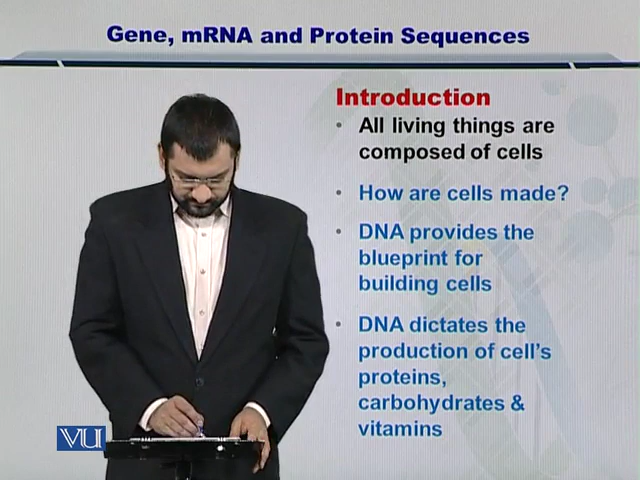 Gene, mRNA and Protein Sequences
Introduction
• All living things are
composed of cells
• How are cells made?
• DNA provides the
blueprint for
building cells
• DNA dictates the
production of cell's
proteins,
carbohydrates &
vitamins
VU